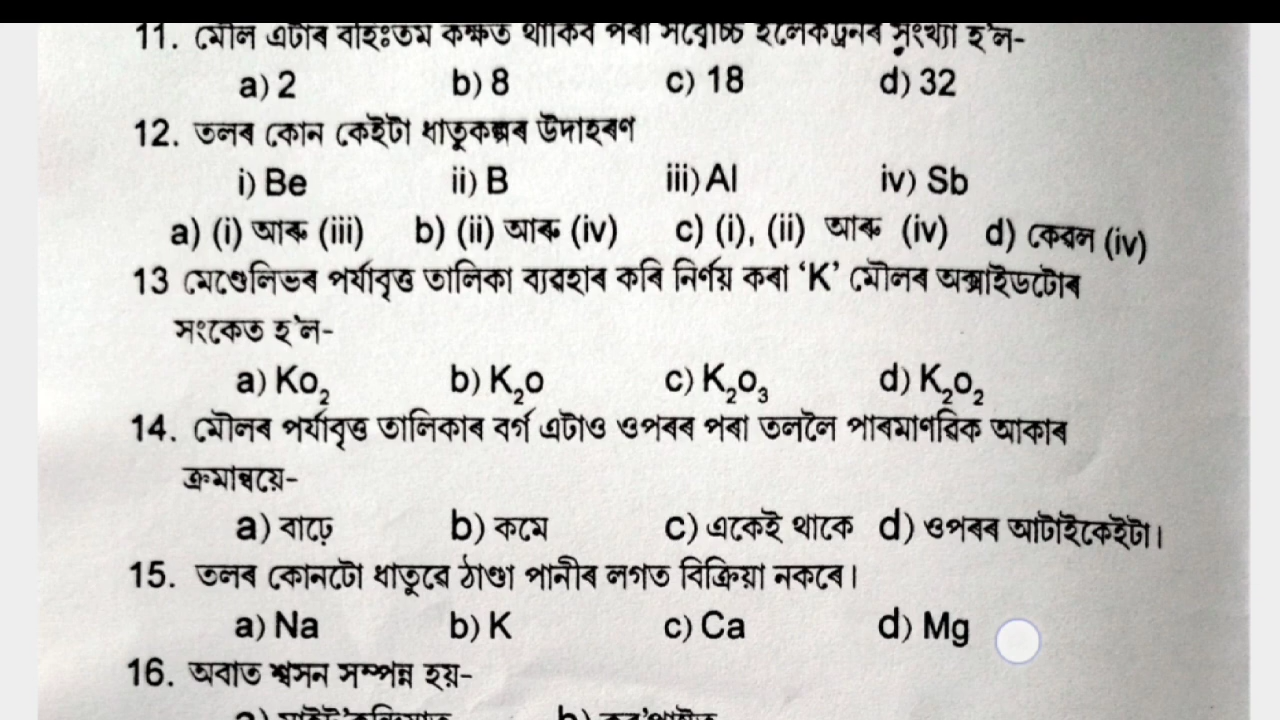 11. মৌল এটাৰ বহিঃতম কক্ষত থাকিব পৰা সৰ্বোচ্চ ইলেকট্ৰনৰ সংখ্যা হ'ল-
a) 2 b) 8 c) 18 d) 32
12. তলৰ কোন কেইটা ধাতুকল্পৰ উদাহৰণ
i) Be ii) B iii) Al iv) Sb
a) (i) আৰু (iii) b) (ii) আৰু (iv) c) (i), (ii) আৰু (iv) d) কেৱল (iv)
13 মেণ্ডেলিভৰ পৰ্যাবৃত্ত তালিকা ব্যৱহাৰ কৰি নিৰ্ণয় কৰা ‘K’ মৌলৰ অক্সাইডটোৰ
সংকেত হ'ল-
a) Ko₂ b) K₂o c) K₂o₃ d) K₂o₂
14. মৌলৰ পৰ্যাবৃত্ত তালিকাৰ বৰ্গ এটাও ওপৰৰ পৰা তললৈ পাৰমাণৱিক আকাৰ
ক্ৰমান্বয়ে-
a) বাঢ়ে b) কমে c) একেই থাকে d) ওপৰৰ আটাইকেইটা।
15. তলৰ কোনটো ধাতুৱে ঠাণ্ডা পানীৰ লগত বিক্ৰিয়া নকৰে।
a) Na b) K c) Ca d) Mg
16. অবাত শ্বসন সম্পন্ন হয়-
a) b)